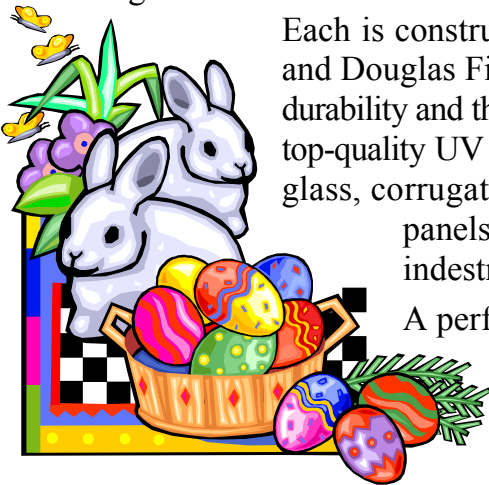 Each is constru
and Douglas Fi
durability and th
top-quality UV
glass, corrugat
panels
indestr
A perf